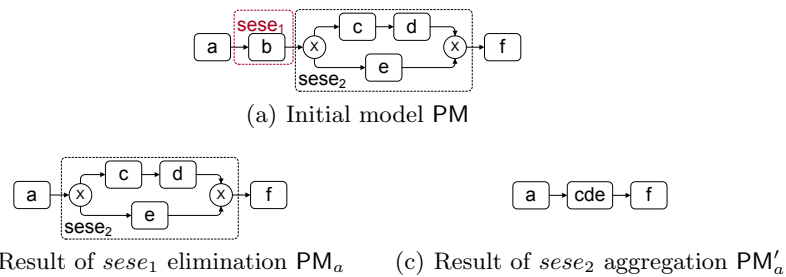 sese₁
a b X c d e X f
sese₂
(a) Initial model PM
a X c d e X f
sese₂
a cde f
Result of sese₁ elimination PMₐ
(c) Result of sese₂ aggregation PM′ₐ